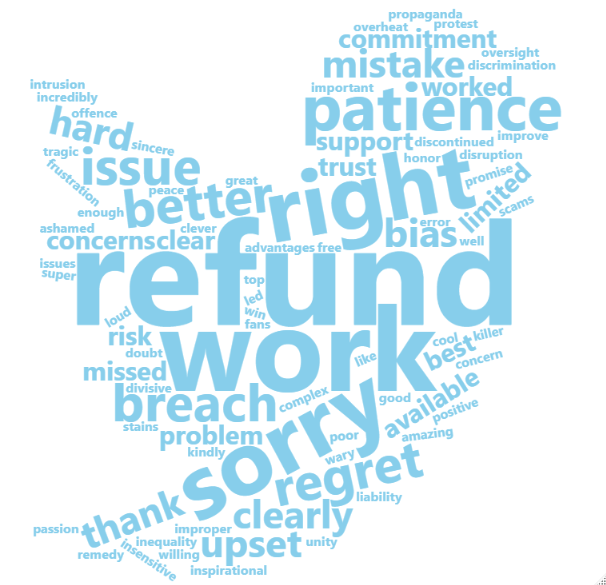 propaganda
overheat
protest
commitment
oversight
mistake
discrimination
intrusion
important
worked
incredibly
patience
offence
hard
sincere
support
discontinued
improve
tragic
issue
trust
honor
disruption
frustration
peace
great
better
right
promise
limited
scams
enough
ashamed
clever
concerns
clear
advantages
free
bias
error
well
issues
super
refund
top
led
win
fans
loud
risk
doubt
work
like
cool
killer
best
concern
missed
divisive
breach
complex
good
available
positive
stains
problem
kindly
sorry
poor
wary
amazing
regret
liability
thank
clearly
passion
improper
inequality
upset
unity
remedy
insensitive
willing
inspirational